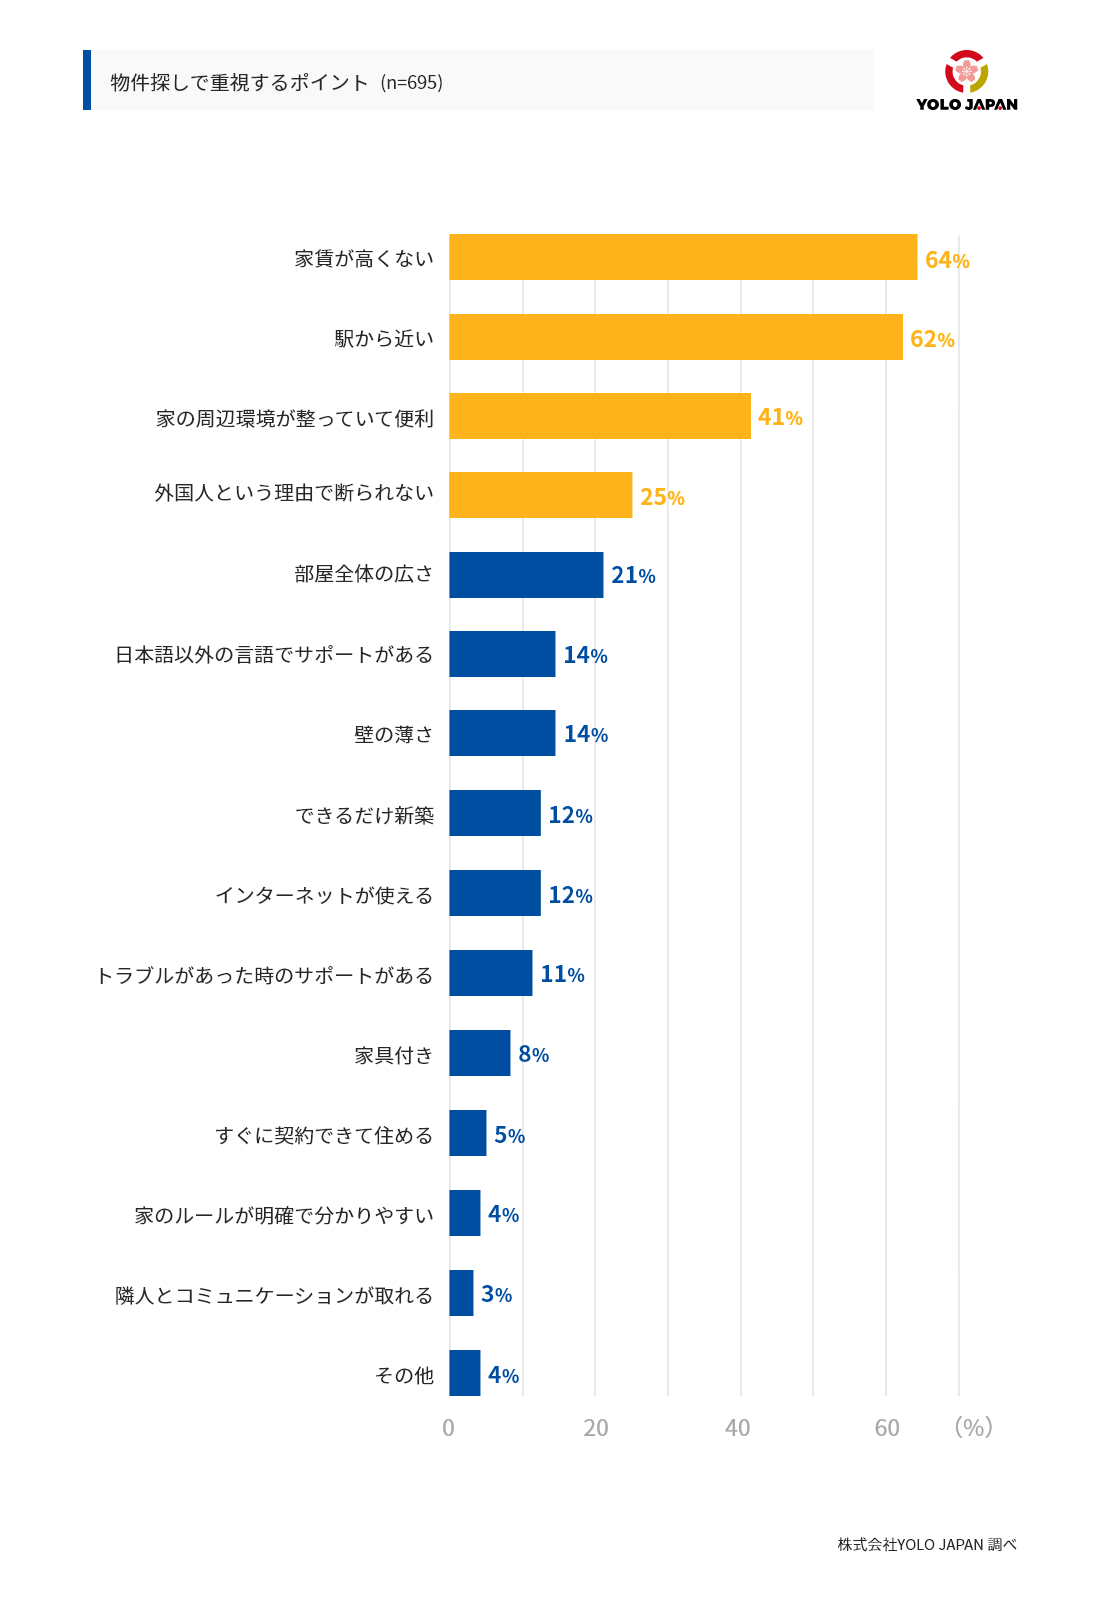 物件探しで重視するポイント (n=695)
YOLO JAPAN
家賃が高くない 64%
駅から近い 62%
家の周辺環境が整っていて便利 41%
外国人という理由で断られない 25%
部屋全体の広さ 21%
日本語以外の言語でサポートがある 14%
壁の薄さ 14%
できるだけ新築 12%
インターネットが使える 12%
トラブルがあった時のサポートがある 11%
家具付き 8%
すぐに契約できて住める 5%
家のルールが明確で分かりやすい 4%
隣人とコミュニケーションが取れる 3%
その他 4%
0 20 40 60 (%)
株式会社YOLO JAPAN 調べ